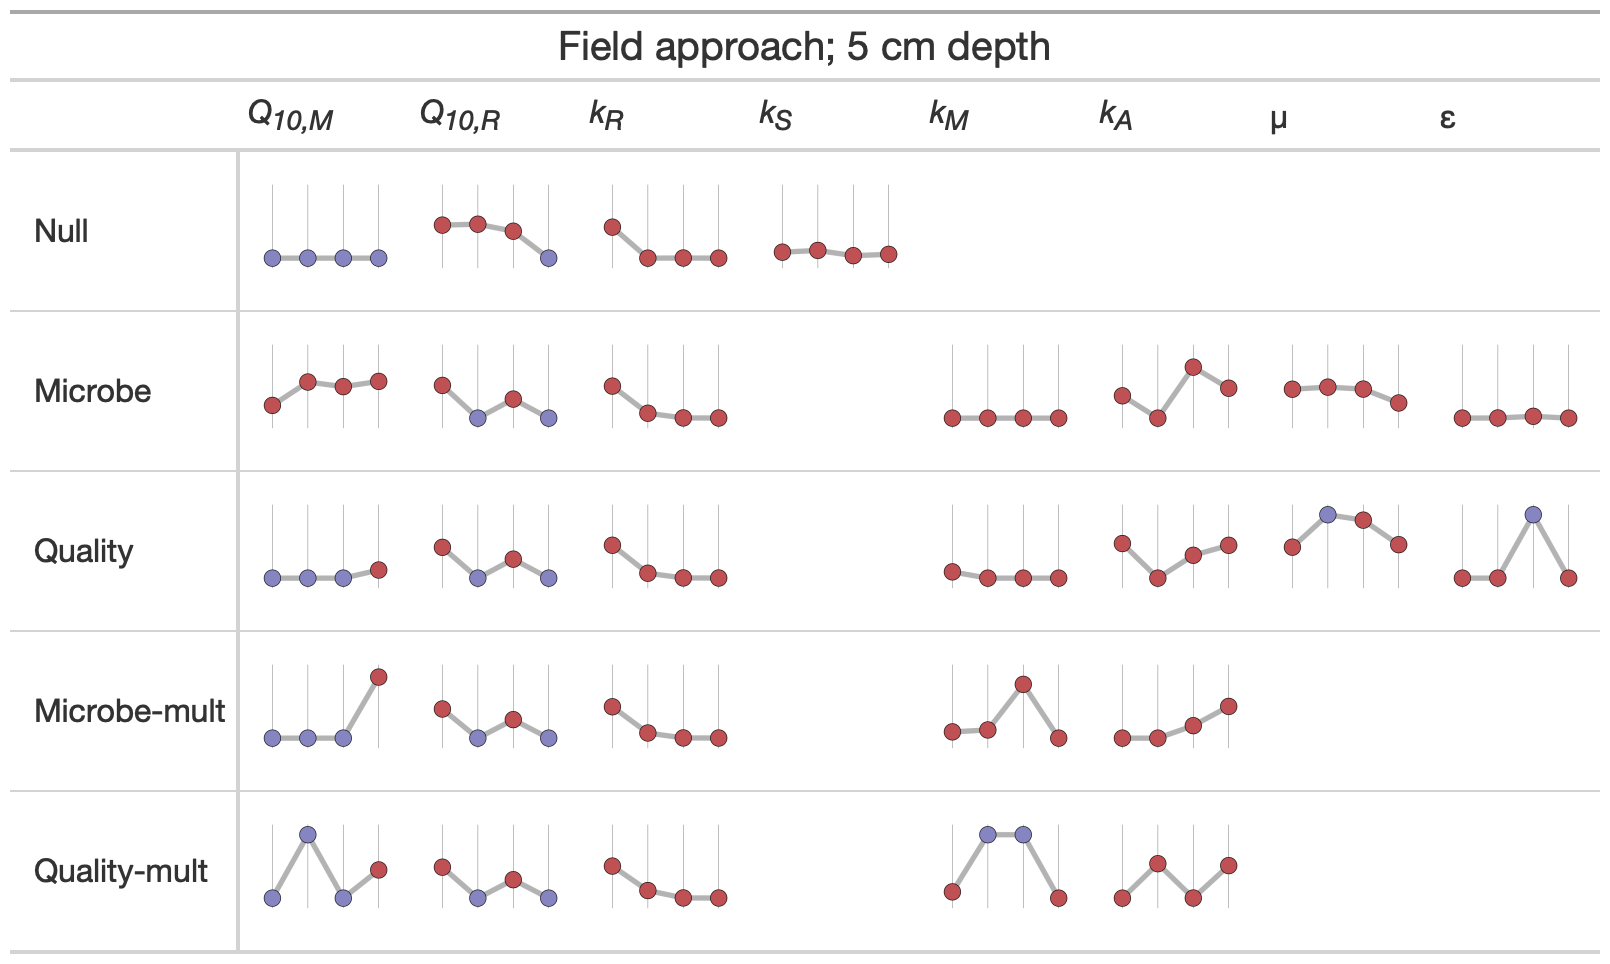 Field approach; 5 cm depth
Q10,M Q10,R kR kS kM kA μ ε
Null
Microbe
Quality
Microbe-mult
Quality-mult